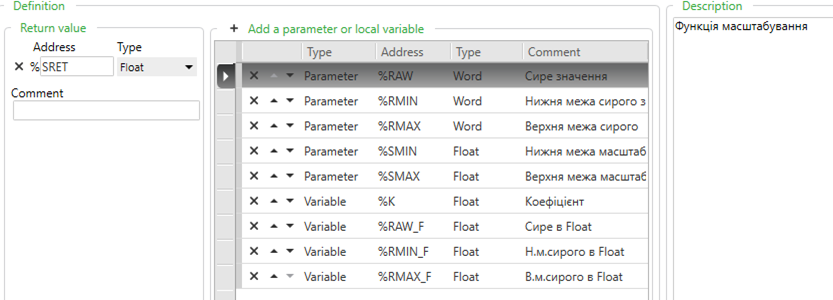 Definition
Return value
Address Type
% SRET Float
Comment
Add a parameter or local variable
Type Address Type Comment
Parameter %RAW Word Сире значення
Parameter %RMIN Word Нижня межа сирого з
Parameter %RMAX Word Верхня межа сирого
Parameter %SMIN Float Нижня межа масштаб
Parameter %SMAX Float Верхня межа масштаб
Variable %K Float Коефіцієнт
Variable %RAW_F Float Сире в Float
Variable %RMIN_F Float Н.м.сирого в Float
Variable %RMAX_F Float В.м.сирого в Float
Description
Функція масштабування